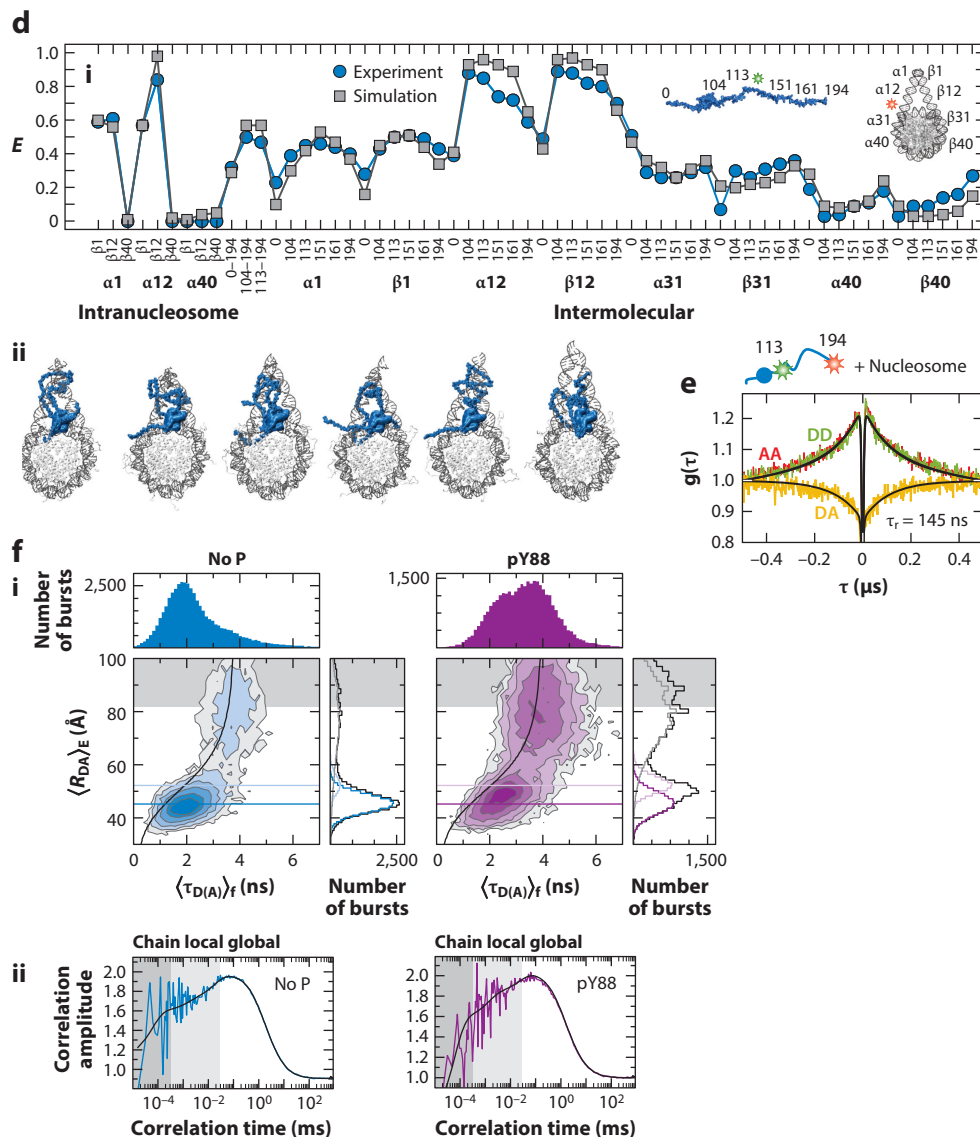 d
i
Experiment
Simulation
E
1.0
0.8
0.6
0.4
0.2
0
0
104
113
151
161
194
α1
β1
α12
β12
α31
β31
α40
β40
β1
β12
β40
β1
β12
β40
β1
β12
β40
0–194
104–194
113–194
0
104
113
151
161
194
0
104
113
151
161
194
0
104
113
151
161
194
0
104
113
151
161
194
0
104
113
151
161
194
0
104
113
151
161
194
0
104
113
151
161
194
0
104
113
151
161
194
α1
α12
α40
α1
β1
α12
β12
α31
β31
α40
β40
Intranucleosome
Intermolecular
ii
e
113
194
+ Nucleosome
g(τ)
1.2
1.0
0.9
0.8
AA
DD
DA
τr = 145 ns
−0.4
−0.2
0
0.2
0.4
τ (μs)
f
i
No P
pY88
Number
of bursts
2,500
1,500
⟨RDA⟩E (Å)
100
80
60
40
0
2
4
6
2,500
0
2
4
6
1,500
⟨τD(A)⟩f (ns)
Number
of bursts
⟨τD(A)⟩f (ns)
Number
of bursts
ii
Chain local global
Chain local global
Correlation
amplitude
2.0
1.8
1.6
1.4
1.2
1.0
No P
2.0
1.8
1.6
1.4
1.2
1.0
pY88
10−4
10−2
100
102
10−4
10−2
100
102
Correlation time (ms)
Correlation time (ms)